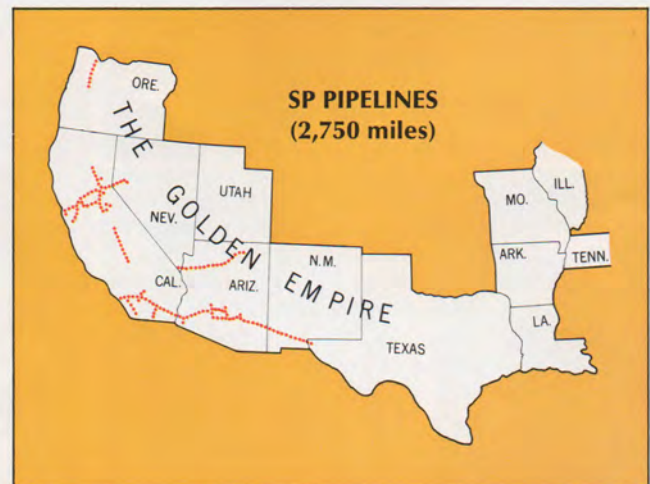 SP PIPELINES
(2,750 miles)
THE GOLDEN EMPIRE
ORE.
UTAH
NEV.
CAL.
ARIZ.
N.M.
TEXAS
MO.
ILL.
ARK.
TENN.
LA.